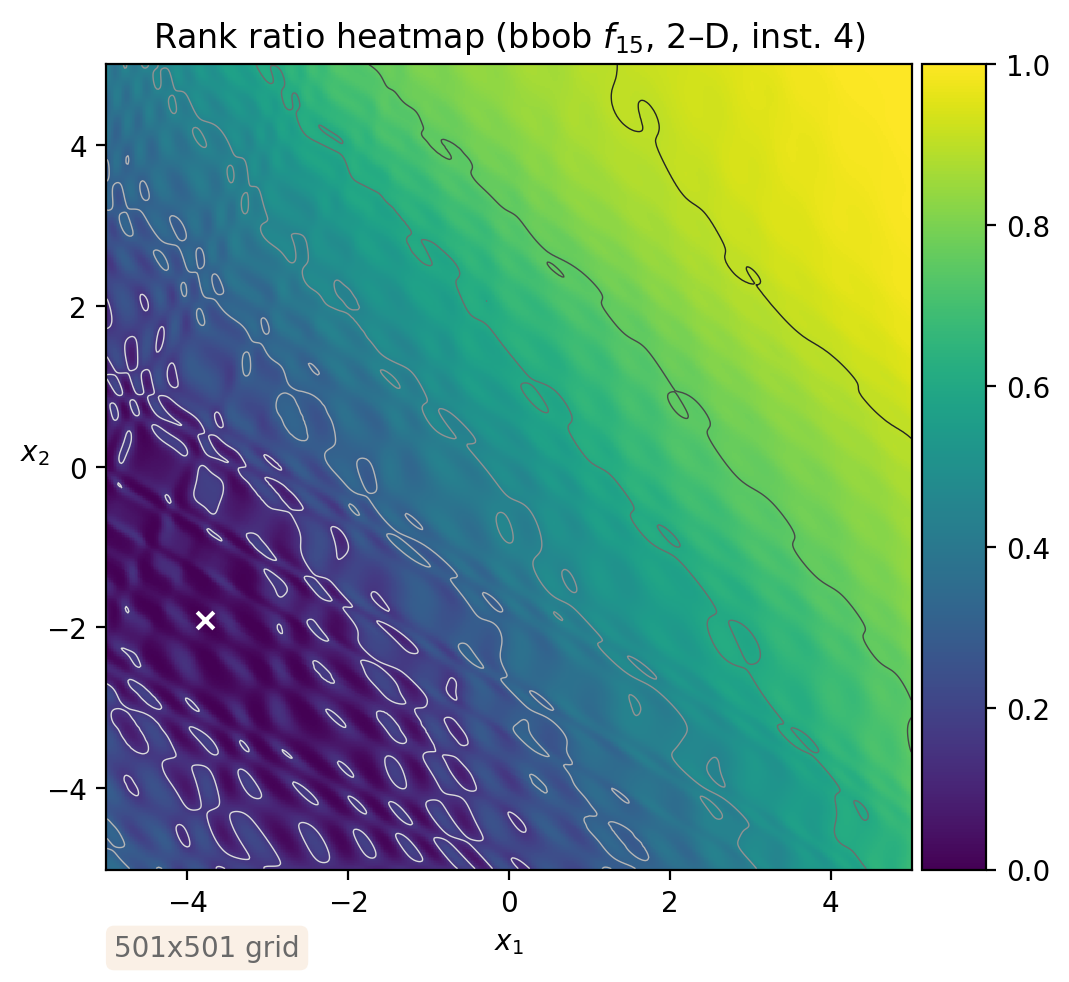 Rank ratio heatmap (bbob f₁₅, 2–D, inst. 4)
1.0
0.8
0.6
0.4
0.2
0.0
4
2
0
−2
−4
x₂
−4 −2 0 2 4
x₁
501x501 grid